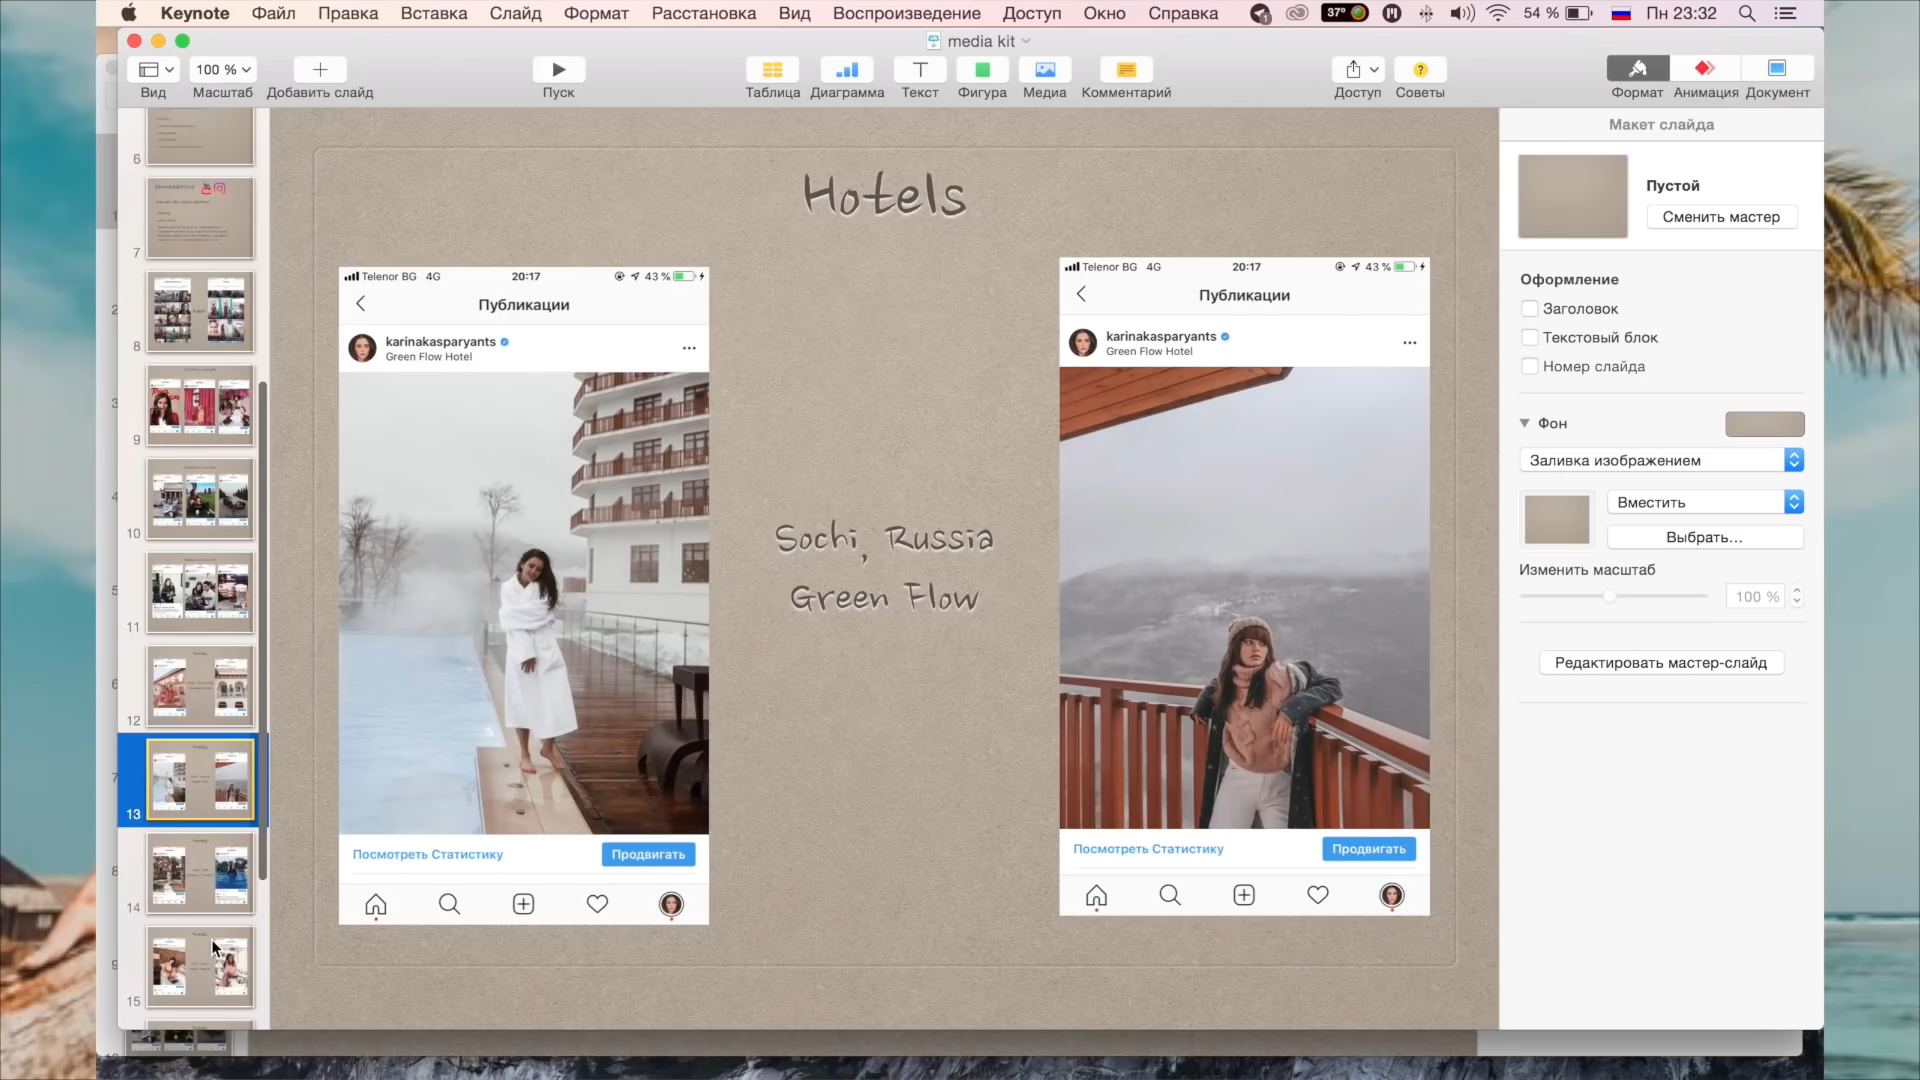 Keynote Файл Правка Вставка Слайд Формат Расстановка Вид Воспроизведение Доступ Окно Справка 37° 54 % Пн 23:32
media kit
100 %
Вид Масштаб Добавить слайд Пуск Таблица Диаграмма Текст Фигура Медиа Комментарий Доступ Советы Формат Анимация Документ
6
7
8
9
10
11
12
13
14
15
Hotels
Telenor BG 4G 20:17 43 %
Публикации
karinakasparyants
Green Flow Hotel
Посмотреть Статистику Продвигать
Sochi, Russia
Green Flow
Telenor BG 4G 20:17 43 %
Публикации
karinakasparyants
Green Flow Hotel
Посмотреть Статистику Продвигать
Макет слайда
Пустой
Сменить мастер
Оформление
Заголовок
Текстовый блок
Номер слайда
Фон
Заливка изображением
Вместить
Выбрать...
Изменить масштаб
100 %
Редактировать мастер-слайд